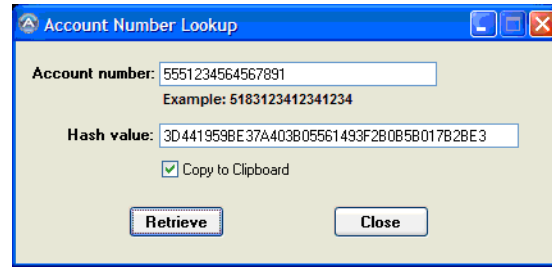 Account Number Lookup
Account number: 5551234564567891
Example: 5183123412341234
Hash value: 3D441959BE37A403B05561493F2B0B5B017B2BE3
Copy to Clipboard
Retrieve Close